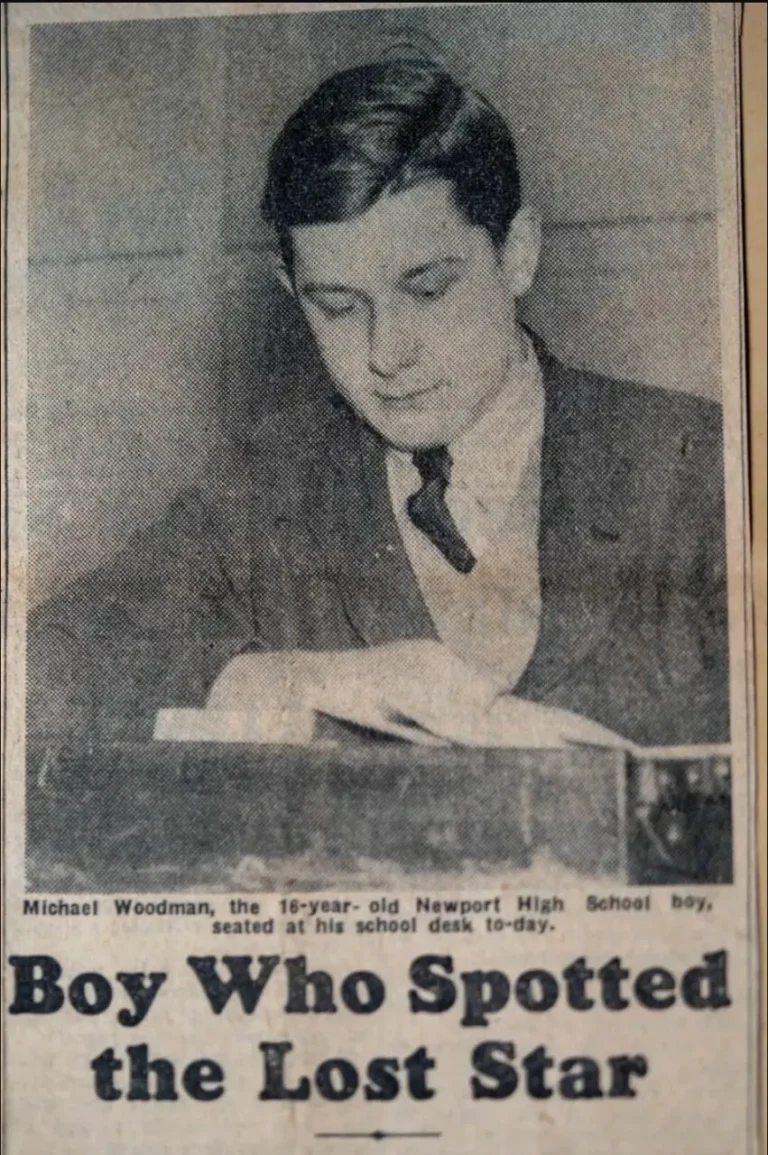 Michael Woodman, the 16-year- old Newport High School boy,
seated at his school desk to-day.
Boy Who Spotted
the Lost Star